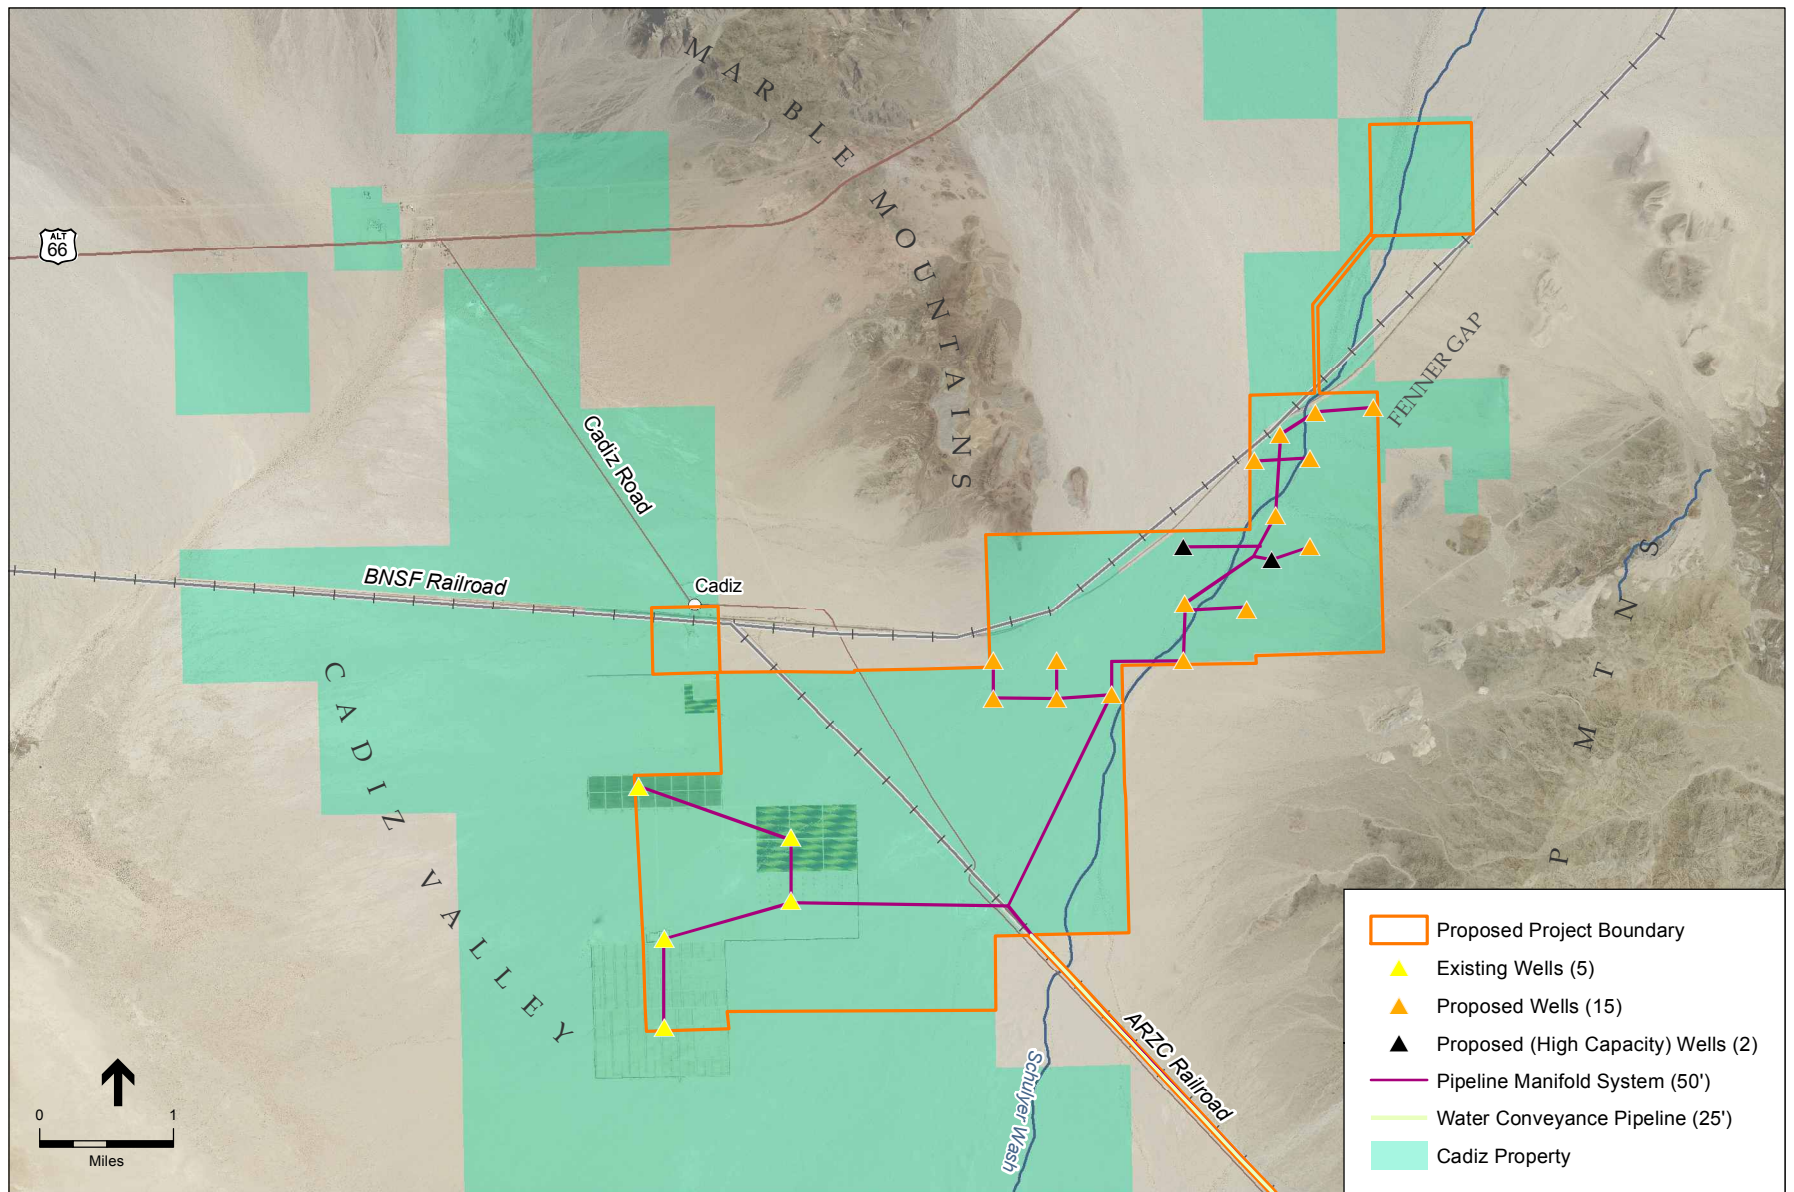 MARBLE MOUNTAINS
ALT
66
Cadiz Road
FENNER GAP
BNSF Railroad
Cadiz
CADIZ VALLEY
P MTNS
ARZC Railroad
Schulyer Wash
0 1
Miles
Proposed Project Boundary
Existing Wells (5)
Proposed Wells (15)
Proposed (High Capacity) Wells (2)
Pipeline Manifold System (50')
Water Conveyance Pipeline (25')
Cadiz Property